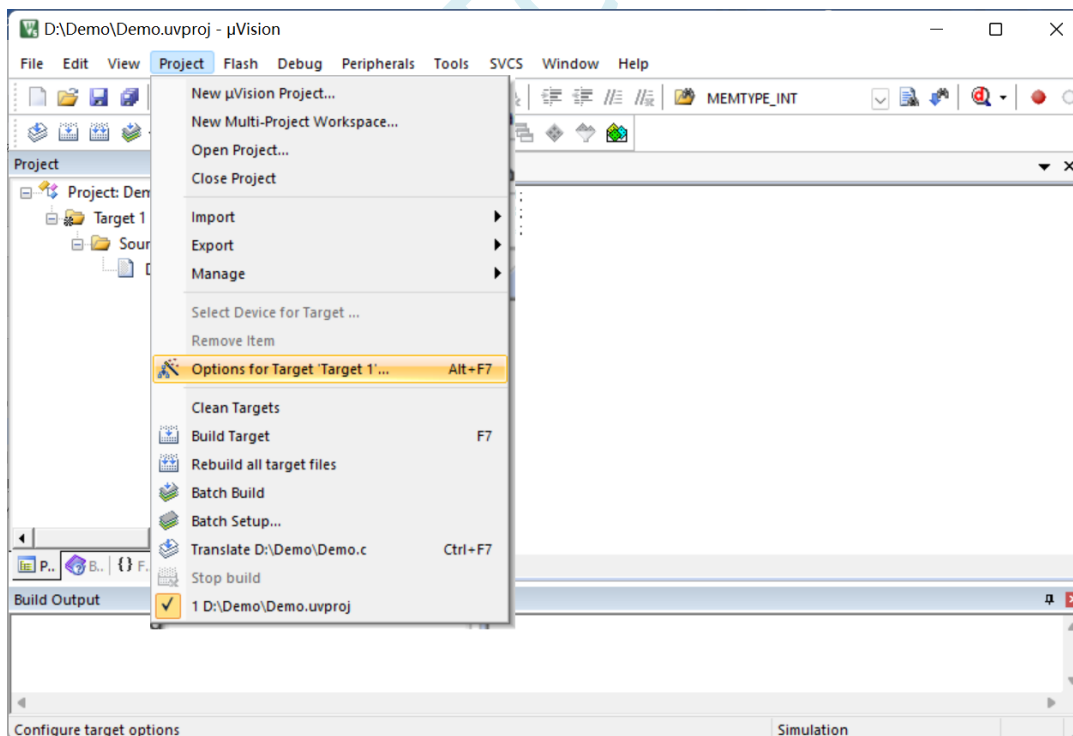 D:\Demo\Demo.uvproj - µVision
File Edit View Project Flash Debug Peripherals Tools SVCS Window Help
MEMTYPE_INT
Project
Project: Dem
Target 1
Sour
New µVision Project...
New Multi-Project Workspace...
Open Project...
Close Project
Import
Export
Manage
Select Device for Target ...
Remove Item
Options for Target 'Target 1'... Alt+F7
Clean Targets
Build Target F7
Rebuild all target files
Batch Build
Batch Setup...
Translate D:\Demo\Demo.c Ctrl+F7
Stop build
1 D:\Demo\Demo.uvproj
P.. B.. {} F.
Build Output
Configure target options Simulation